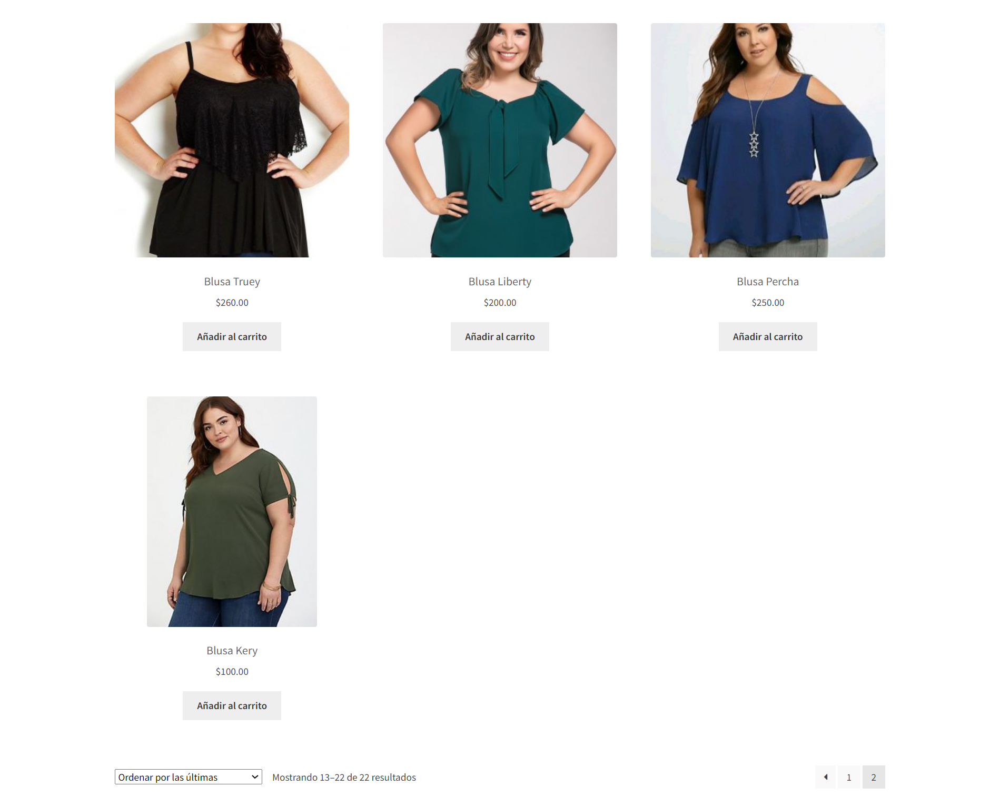 Blusa Truey
$260.00
Añadir al carrito
Blusa Liberty
$200.00
Añadir al carrito
Blusa Percha
$250.00
Añadir al carrito
Blusa Kery
$100.00
Añadir al carrito
Ordenar por las últimas
Mostrando 13–22 de 22 resultados
1
2